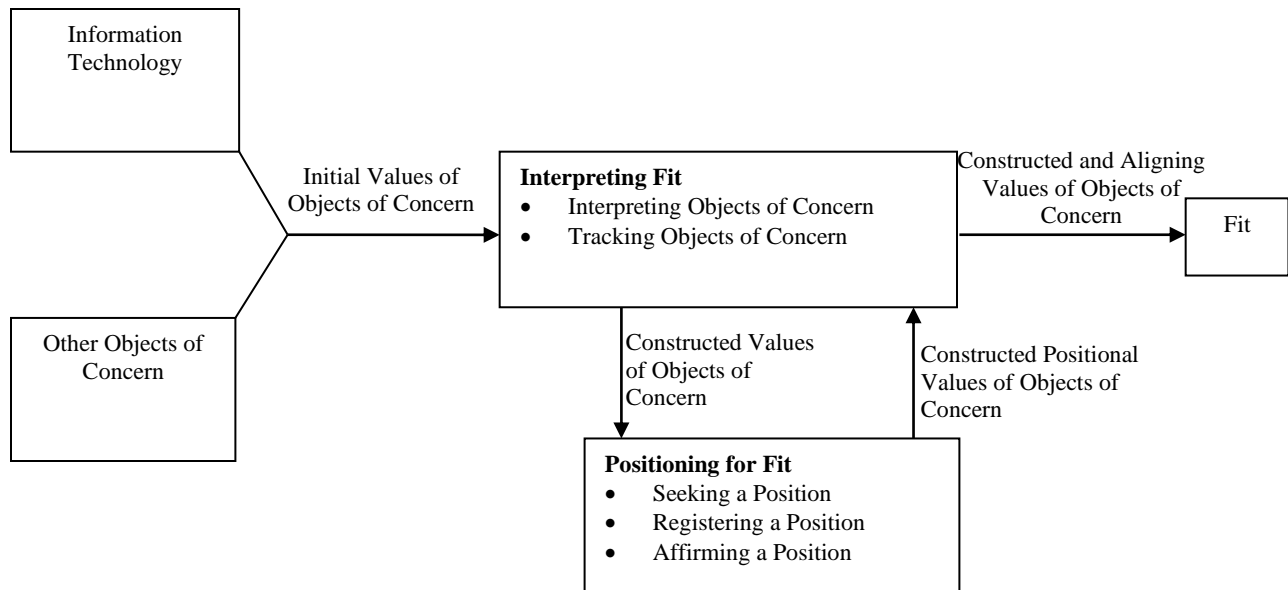 Information
Technology
Initial Values of
Objects of Concern
Interpreting Fit
• Interpreting Objects of Concern
• Tracking Objects of Concern
Constructed and Aligning
Values of Objects of
Concern
Fit
Other Objects of
Concern
Constructed Values
of Objects of
Concern
Constructed Positional
Values of Objects of
Concern
Positioning for Fit
• Seeking a Position
• Registering a Position
• Affirming a Position